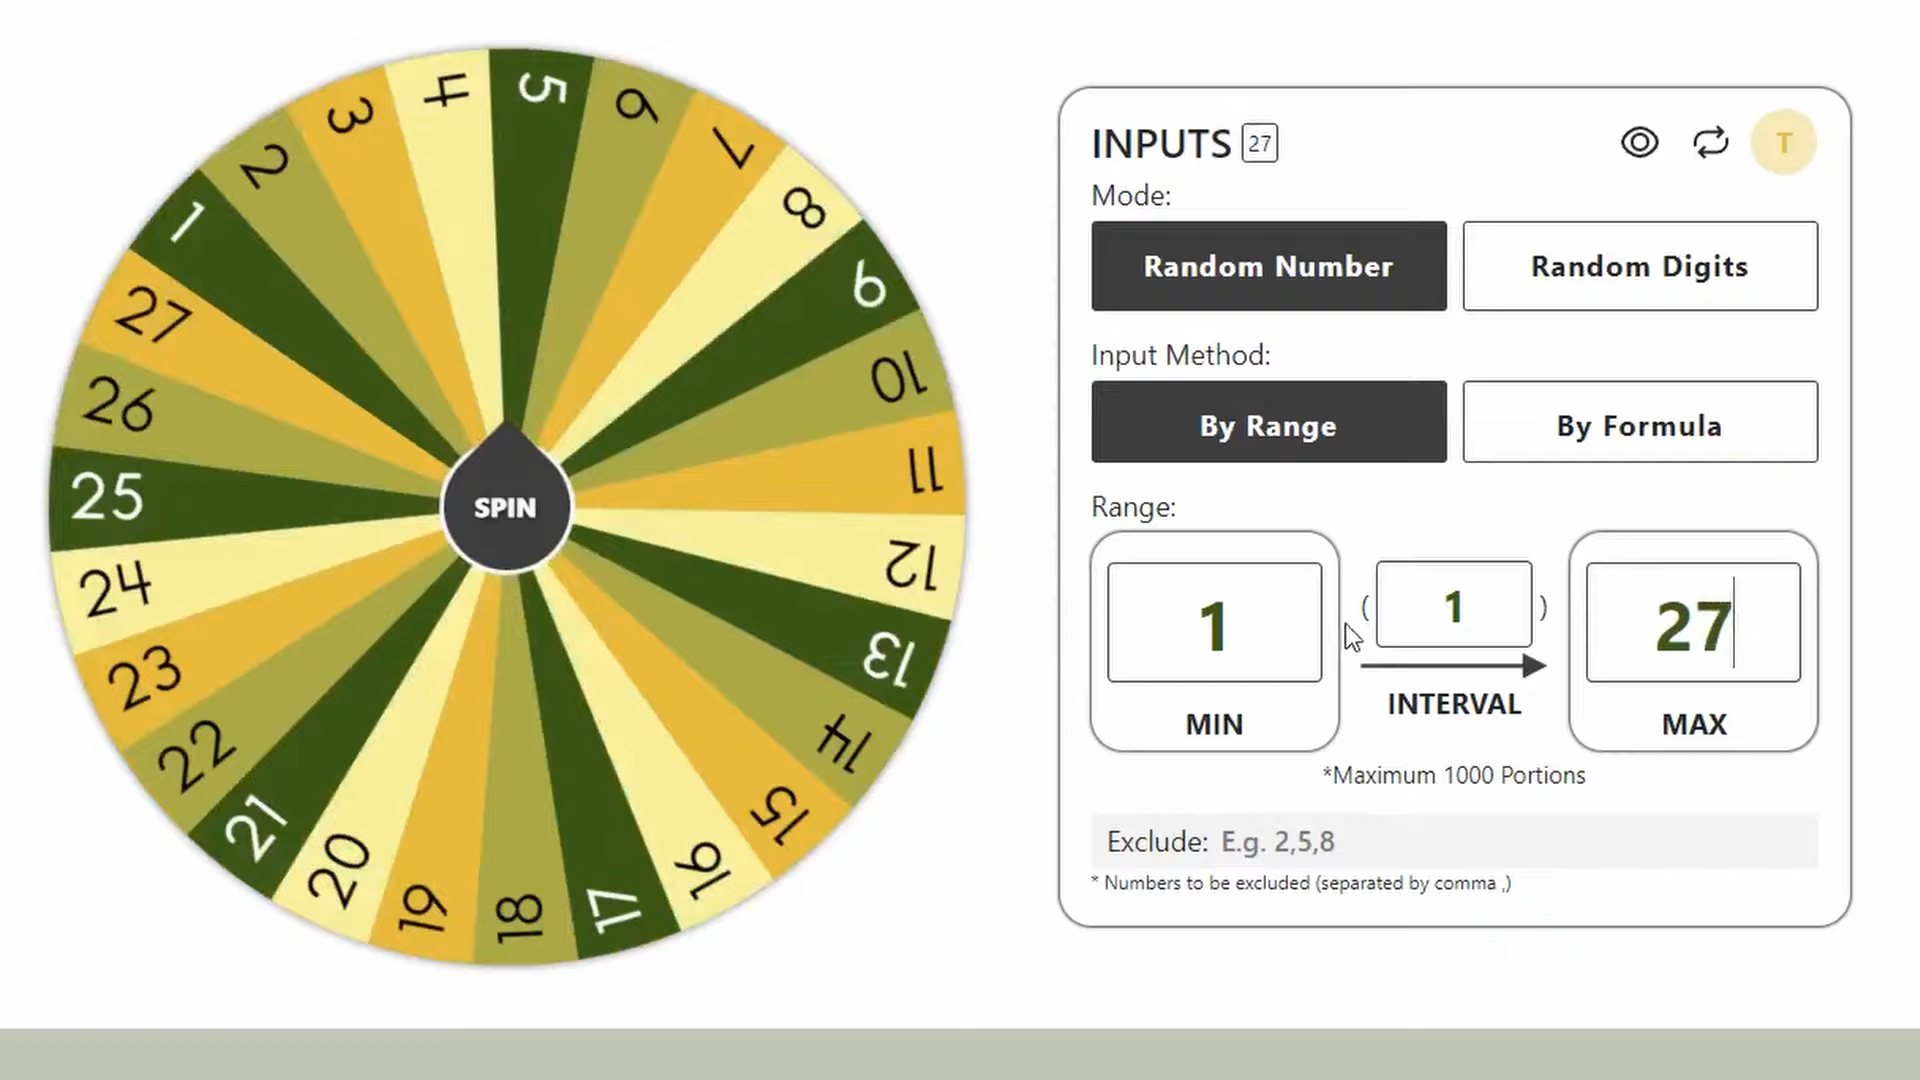 1
2
3
4
5
6
7
8
9
10
11
12
13
14
15
16
17
18
19
20
21
22
23
24
25
26
27
SPIN
INPUTS 27
T
Mode:
Random Number Random Digits
Input Method:
By Range By Formula
Range:
1 ( 1 ) 27
MIN INTERVAL MAX
*Maximum 1000 Portions
Exclude: E.g. 2,5,8
* Numbers to be excluded (separated by comma ,)